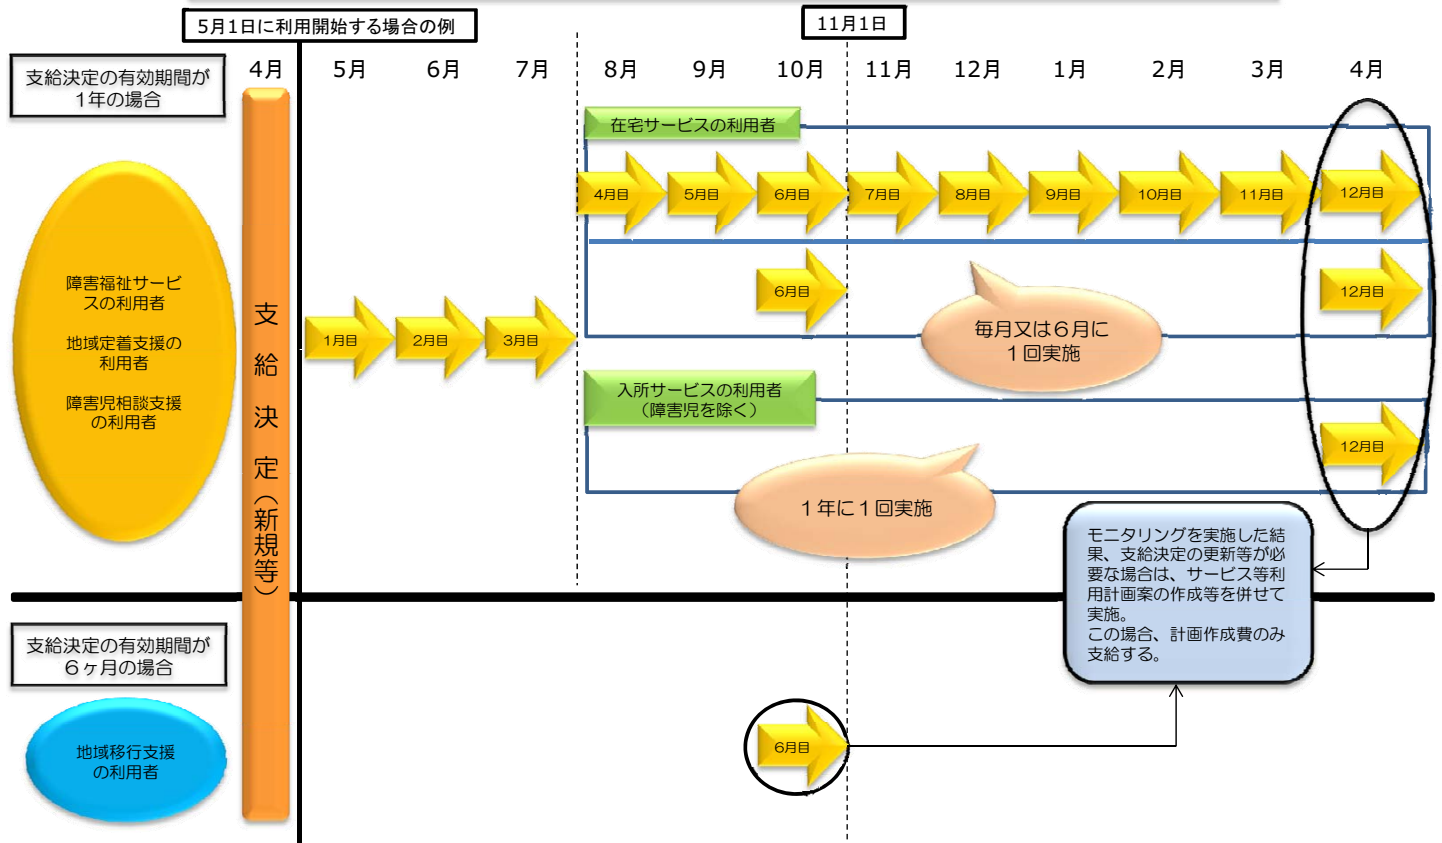 5月1日に利用開始する場合の例
11月1日
支給決定の有効期間が
1年の場合
4月
5月
6月
7月
8月
9月
10月
11月
12月
1月
2月
3月
4月
在宅サービスの利用者
4月目
5月目
6月目
7月目
8月目
9月目
10月目
11月目
12月目
障害福祉サービ
スの利用者
地域定着支援の
利用者
障害児相談支援
の利用者
支給決定（新規等）
1月目
2月目
3月目
6月目
12月目
毎月又は６月に
１回実施
入所サービスの利用者
（障害児を除く）
12月目
１年に１回実施
モニタリングを実施した結
果、支給決定の更新等が必
要な場合は、サービス等利
用計画案の作成等を併せて
実施。
この場合、計画作成費のみ
支給する。
支給決定の有効期間が
６ヶ月の場合
地域移行支援
の利用者
6月目